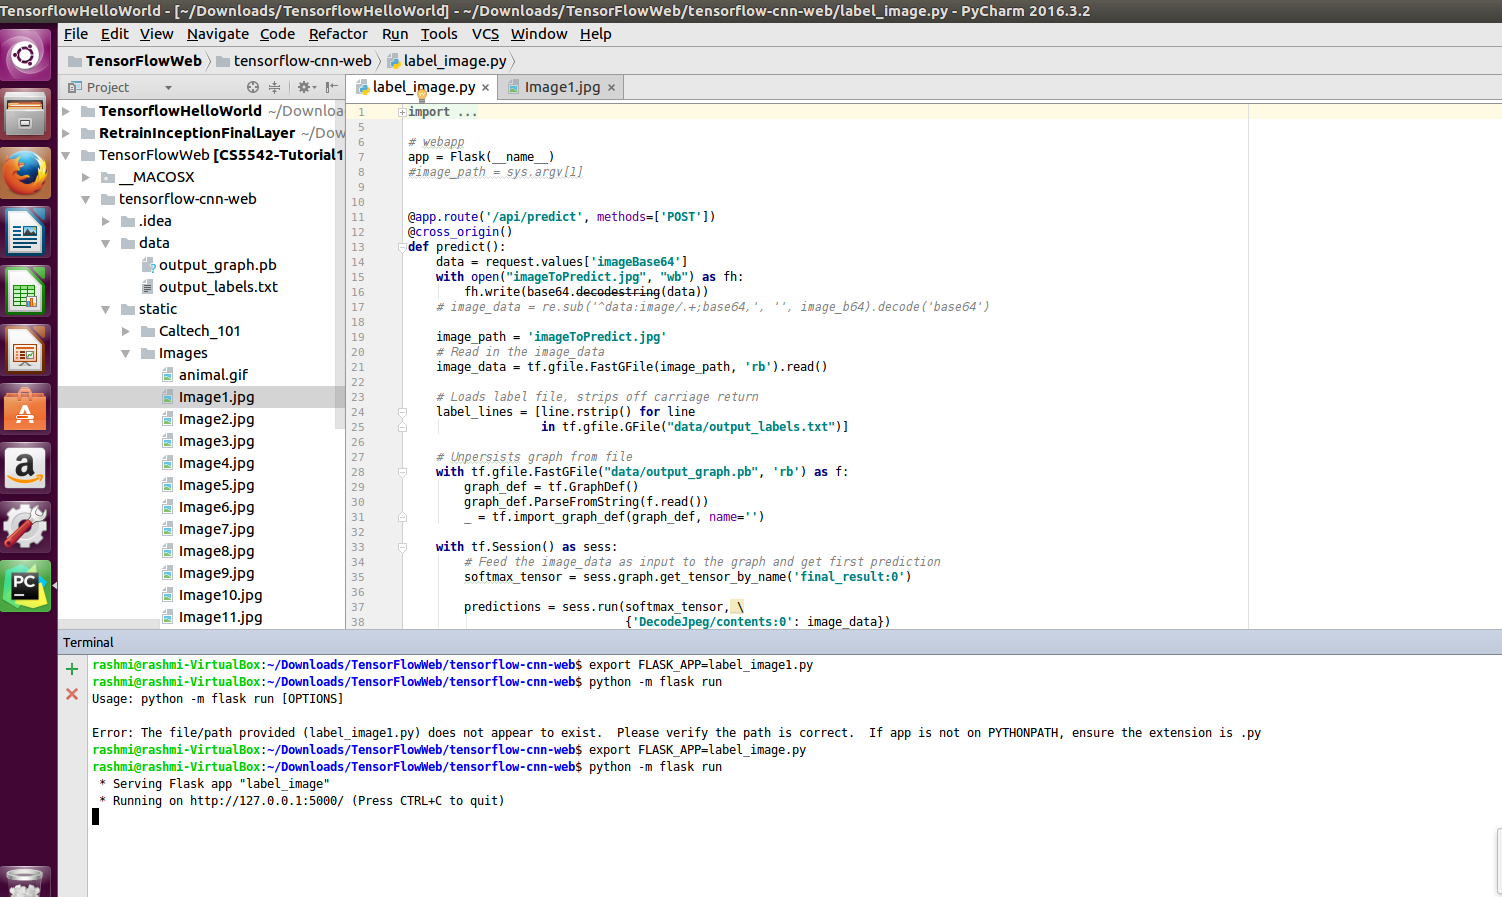 TensorflowHelloWorld - [~/Downloads/TensorflowHelloWorld] - ~/Downloads/TensorFlowWeb/tensorflow-cnn-web/label_image.py - PyCharm 2016.3.2
File Edit View Navigate Code Refactor Run Tools VCS Window Help
TensorFlowWeb tensorflow-cnn-web label_image.py
Project
label_image.py Image1.jpg
TensorflowHelloWorld ~/Downloa
RetrainInceptionFinalLayer ~/Dow
TensorFlowWeb [CS5542-Tutorial1
__MACOSX
tensorflow-cnn-web
.idea
data
output_graph.pb
output_labels.txt
static
Caltech_101
Images
animal.gif
Image1.jpg
Image2.jpg
Image3.jpg
Image4.jpg
Image5.jpg
Image6.jpg
Image7.jpg
Image8.jpg
Image9.jpg
Image10.jpg
Image11.jpg
1 import ...
5
6 # webapp
7 app = Flask(__name__)
8 #image_path = sys.argv[1]
9
10
11 @app.route('/api/predict', methods=['POST'])
12 @cross_origin()
13 def predict():
14 data = request.values['imageBase64']
15 with open("imageToPredict.jpg", "wb") as fh:
16 fh.write(base64.decodestring(data))
17 # image_data = re.sub('^data:image/.+;base64,', '', image_b64).decode('base64')
18
19 image_path = 'imageToPredict.jpg'
20 # Read in the image_data
21 image_data = tf.gfile.FastGFile(image_path, 'rb').read()
22
23 # Loads label file, strips off carriage return
24 label_lines = [line.rstrip() for line
25 in tf.gfile.GFile("data/output_labels.txt")]
26
27 # Unpersists graph from file
28 with tf.gfile.FastGFile("data/output_graph.pb", 'rb') as f:
29 graph_def = tf.GraphDef()
30 graph_def.ParseFromString(f.read())
31 _ = tf.import_graph_def(graph_def, name='')
32
33 with tf.Session() as sess:
34 # Feed the image_data as input to the graph and get first prediction
35 softmax_tensor = sess.graph.get_tensor_by_name('final_result:0')
36
37 predictions = sess.run(softmax_tensor, \
38 {'DecodeJpeg/contents:0': image_data})
Terminal
rashmi@rashmi-VirtualBox:~/Downloads/TensorFlowWeb/tensorflow-cnn-web$ export FLASK_APP=label_image1.py
rashmi@rashmi-VirtualBox:~/Downloads/TensorFlowWeb/tensorflow-cnn-web$ python -m flask run
Usage: python -m flask run [OPTIONS]
Error: The file/path provided (label_image1.py) does not appear to exist.  Please verify the path is correct.  If app is not on PYTHONPATH, ensure the extension is .py
rashmi@rashmi-VirtualBox:~/Downloads/TensorFlowWeb/tensorflow-cnn-web$ export FLASK_APP=label_image.py
rashmi@rashmi-VirtualBox:~/Downloads/TensorFlowWeb/tensorflow-cnn-web$ python -m flask run
* Serving Flask app "label_image"
* Running on http://127.0.0.1:5000/ (Press CTRL+C to quit)